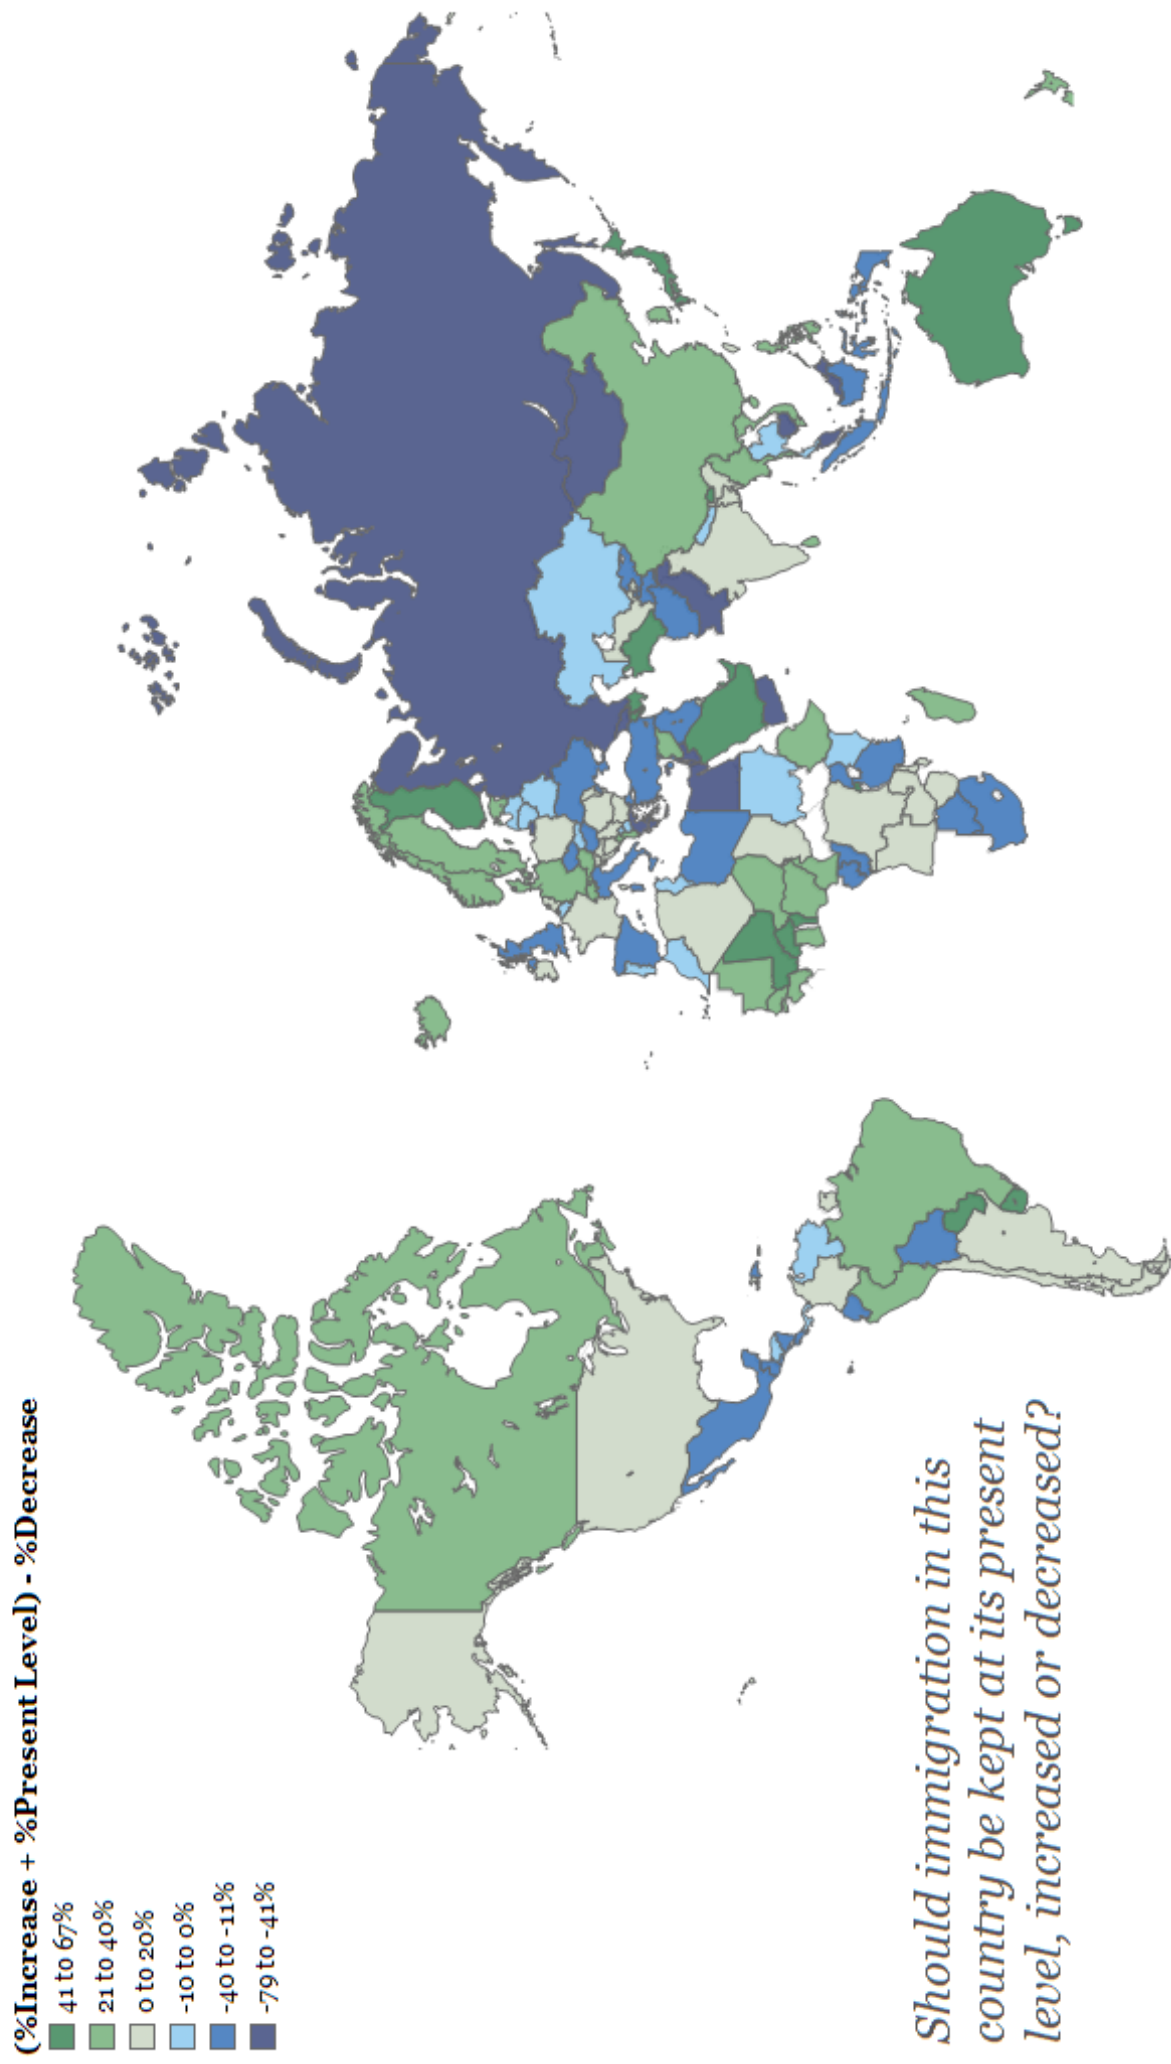 (%Increase + %Present Level) - %Decrease
41 to 67%
21 to 40%
0 to 20%
-10 to 0%
-40 to -11%
-79 to -41%
Should immigration in this
country be kept at its present
level, increased or decreased?